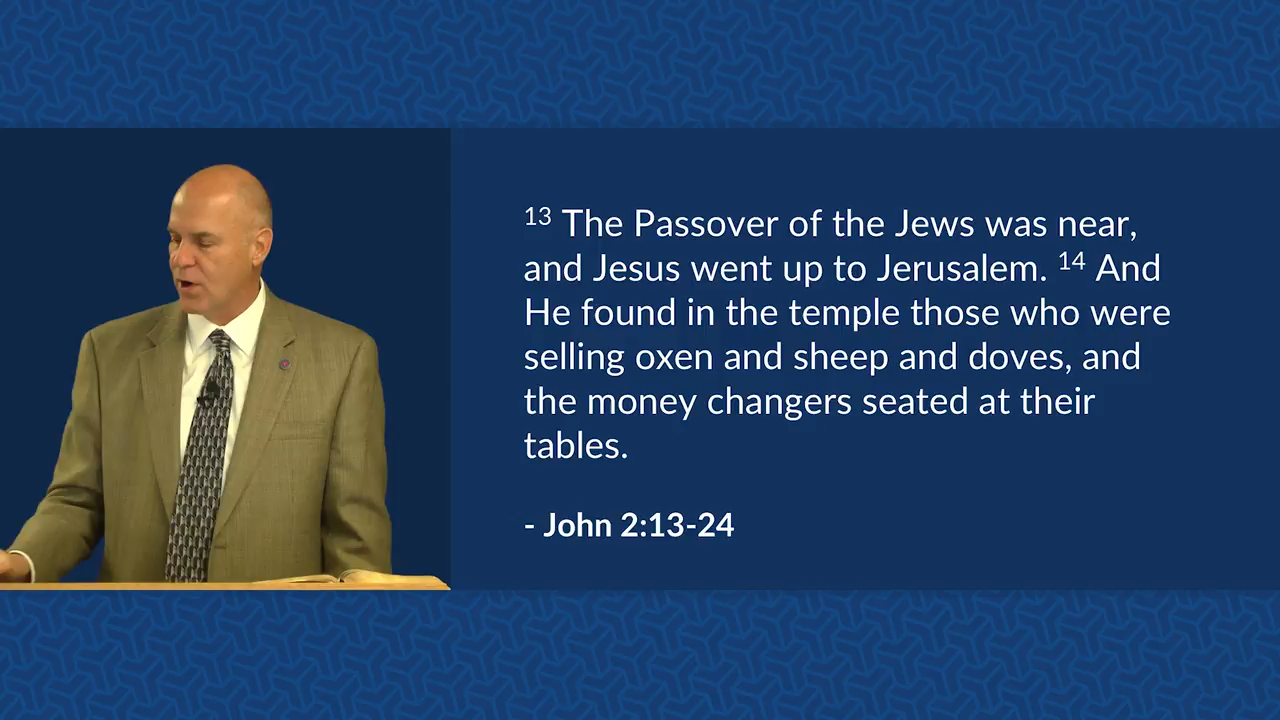 13 The Passover of the Jews was near,
and Jesus went up to Jerusalem. 14 And
He found in the temple those who were
selling oxen and sheep and doves, and
the money changers seated at their
tables.
- John 2:13-24